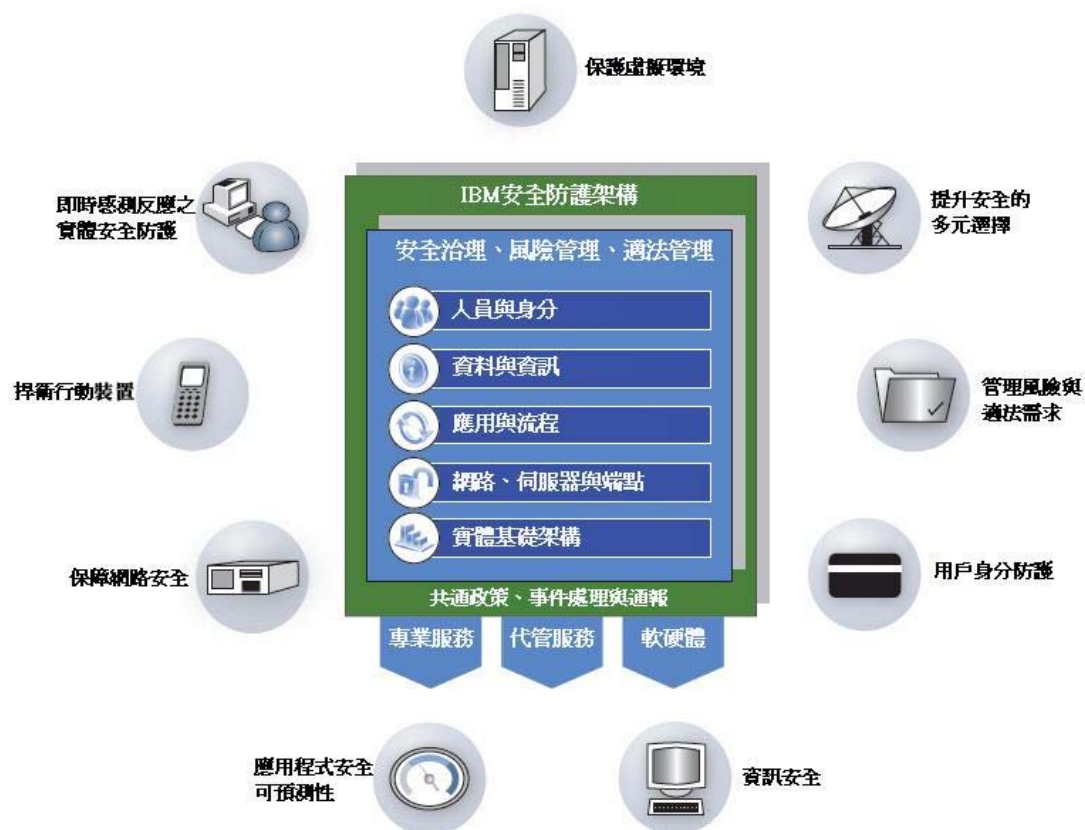 保護虛擬環境
即時感測反應之
實體安全防護
IBM安全防護架構
提升安全的
多元選擇
安全治理、風險管理、適法管理
人員與身分
資料與資訊
捍衛行動裝置
管理風險與
適法需求
應用與流程
網路、伺服器與端點
實體基礎架構
保障網路安全
用戶身分防護
共通政策、事件處理與通報
專業服務
代管服務
軟硬體
應用程式安全
可預測性
資訊安全